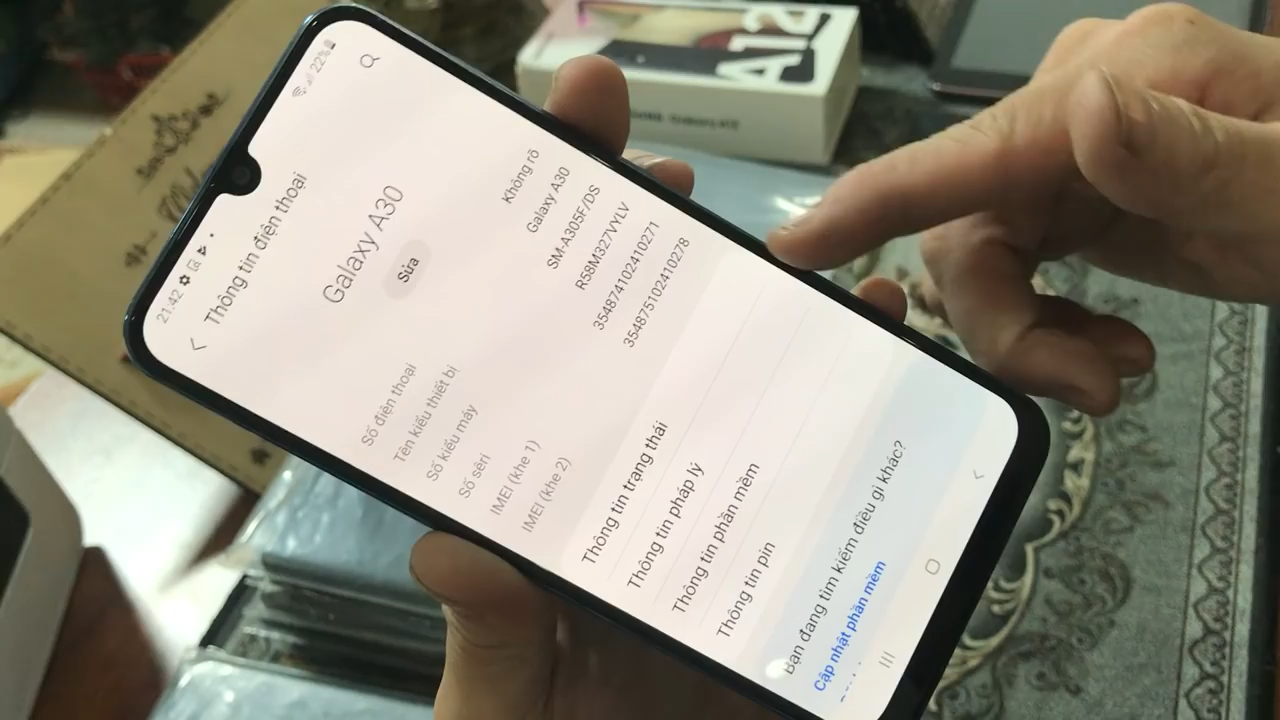 21:42
22%
Thông tin điện thoại
Galaxy A30
Sửa
Số điện thoại Không rõ
Tên kiểu thiết bị Galaxy A30
Số kiểu máy SM-A305F/DS
Số sêri R58M327VYLV
IMEI (khe 1) 354874102410271
IMEI (khe 2) 354875102410278
Thông tin trạng thái
Thông tin pháp lý
Thông tin phần mềm
Thông tin pin
Bạn đang tìm kiếm điều gì khác?
Cập nhật phần mềm
A12